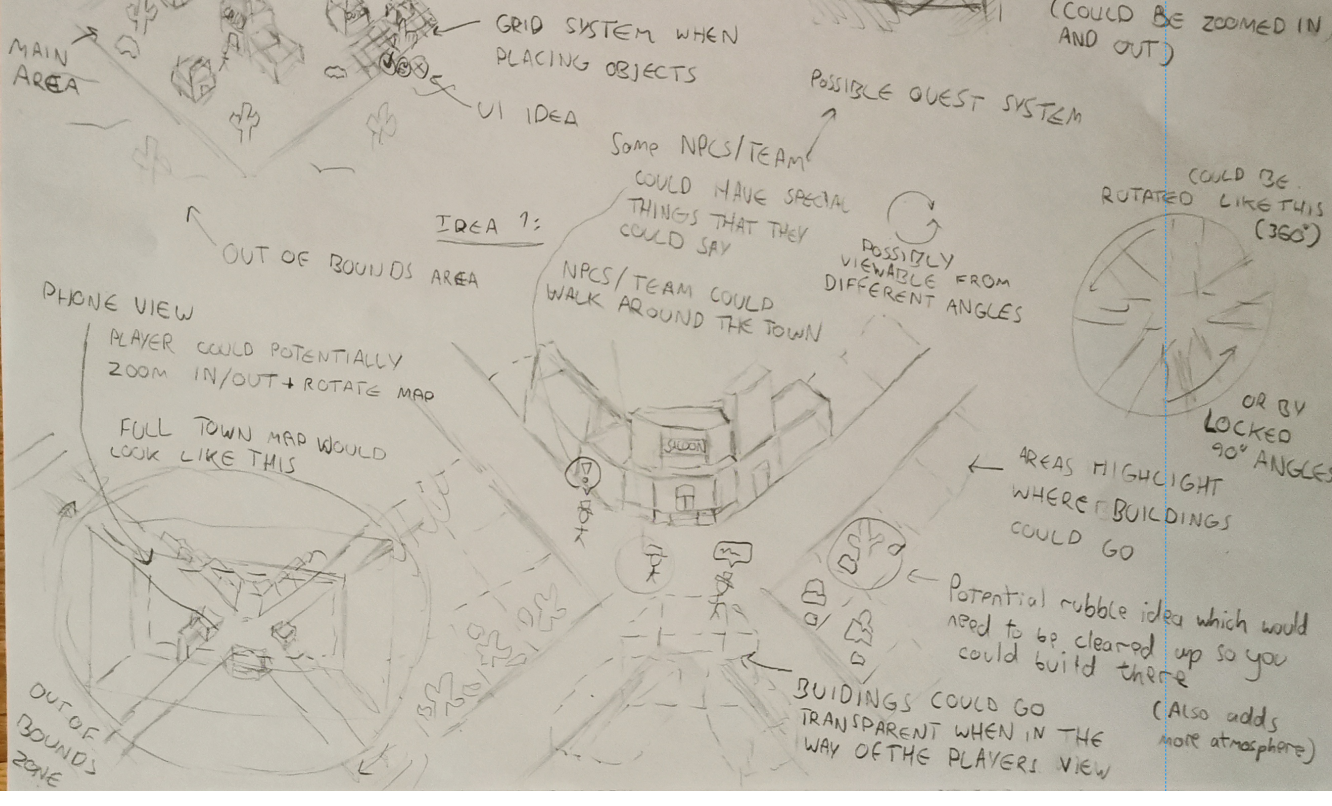 MAIN
AREA
GRID SYSTEM WHEN
PLACING OBJECTS
UI IDEA
(COULD BE ZOOMED IN
AND OUT)
POSSIBLE QUEST SYSTEM
Some NPCS/TEAM
COULD HAVE SPECIAL
THINGS THAT THEY
COULD SAY
IDEA 1:
OUT OF BOUNDS AREA
NPCS/TEAM COULD
WALK AROUND THE TOWN
POSSIBLY
VIEWABLE FROM
DIFFERENT ANGLES
COULD BE
ROTATED LIKE THIS
(360°)
OR BY
LOCKED
90° ANGLES
PHONE VIEW
PLAYER COULD POTENTIALLY
ZOOM IN/OUT + ROTATE MAP
FULL TOWN MAP WOULD
LOOK LIKE THIS
SALOON
AREAS HIGHLIGHT
WHERE BUILDINGS
COULD GO
Potential rubble idea which would
need to be cleared up so you
could build there
(Also adds
more atmosphere)
BUIDINGS COULD GO
TRANSPARENT WHEN IN THE
WAY OF THE PLAYERS VIEW
OUT OF
BOUNDS
ZONE